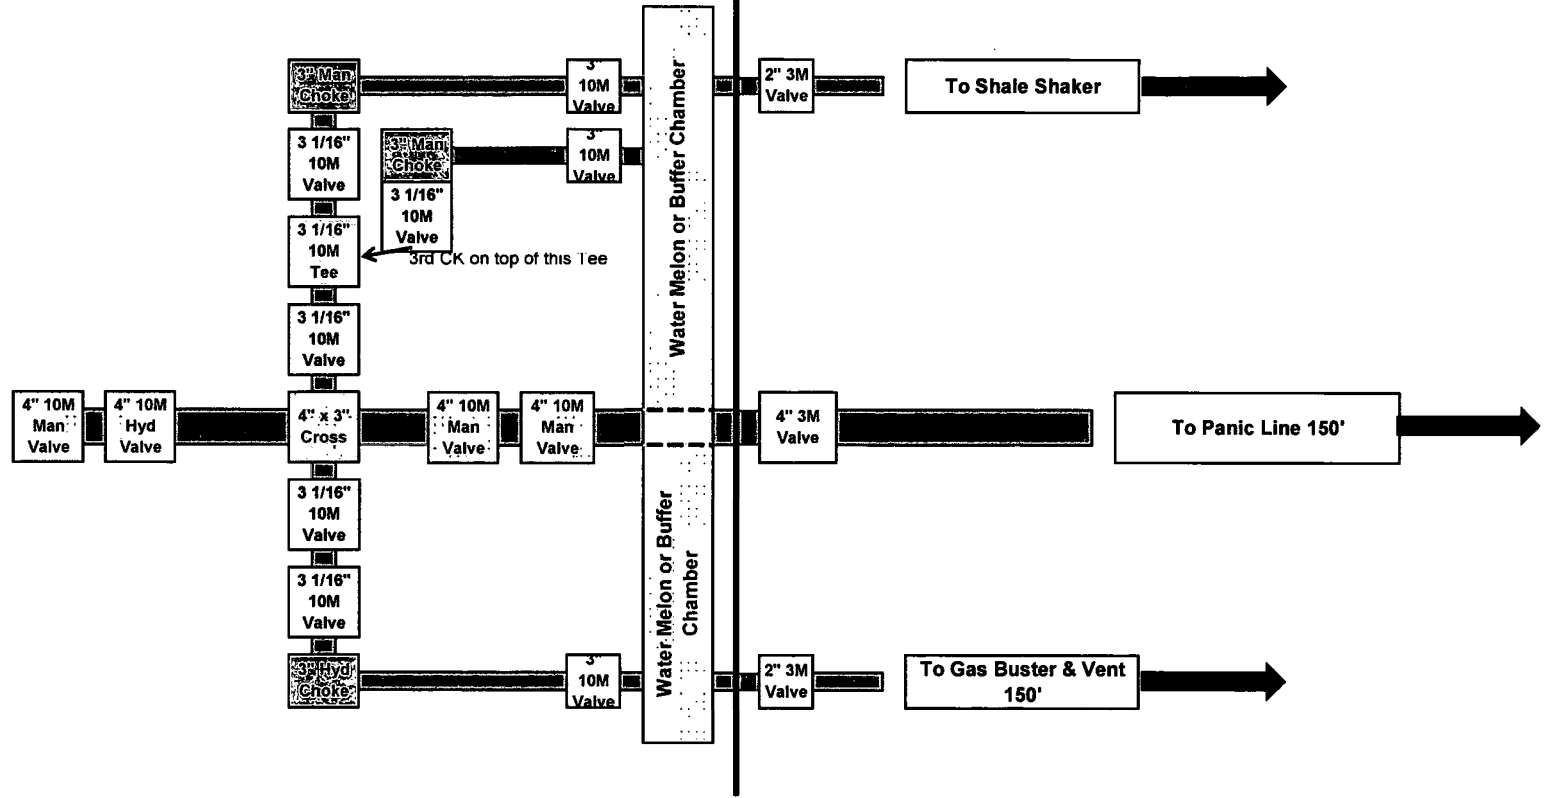 3" Man
Choke
3"
10M
Valve
2" 3M
Valve
To Shale Shaker
3 1/16"
10M
Valve
3" Man
Choke
3"
10M
Valve
3 1/16"
10M
Valve
3 1/16"
10M
Tee
3rd CK on top of this Tee
Water Melon or Buffer Chamber
3 1/16"
10M
Valve
4" 10M
Man
Valve
4" 10M
Hyd
Valve
4" x 3"
Cross
4" 10M
Man
Valve
4" 10M
Man
Valve
4" 3M
Valve
To Panic Line 150'
3 1/16"
10M
Valve
Water Melon or Buffer
Chamber
3 1/16"
10M
Valve
3" Hyd
Choke
3"
10M
Valve
2" 3M
Valve
To Gas Buster & Vent
150'